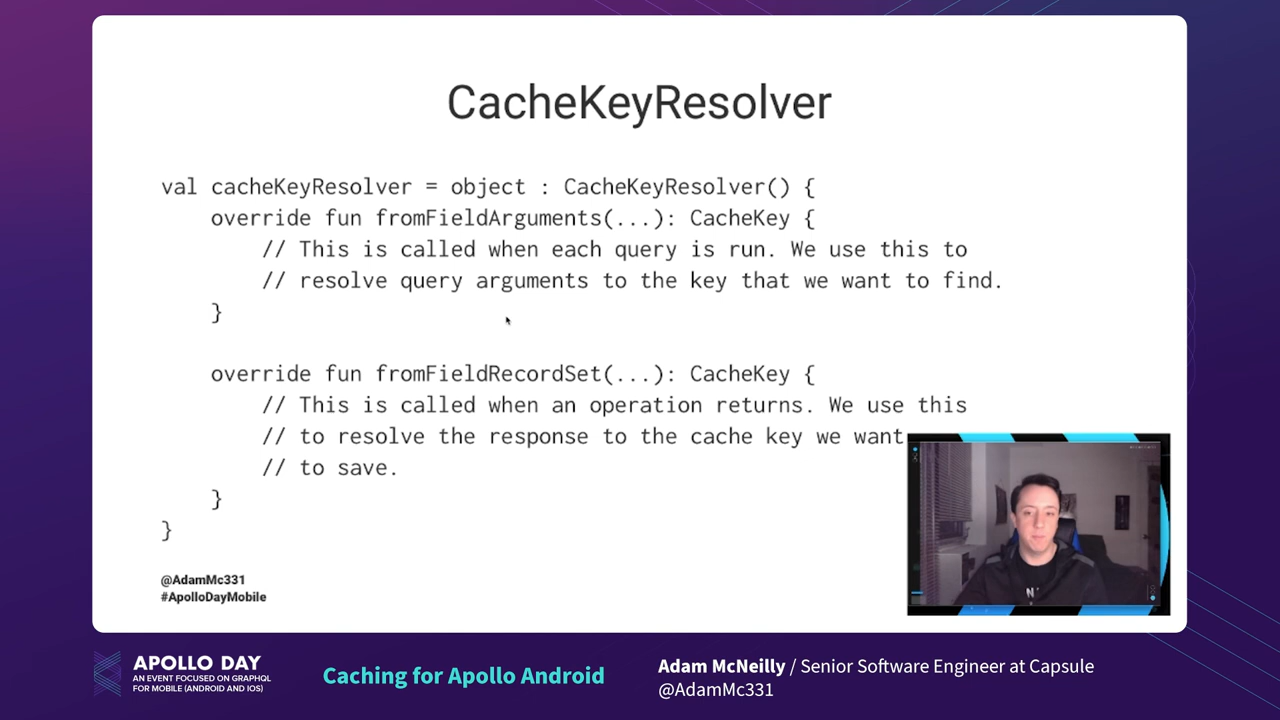 CacheKeyResolver
val cacheKeyResolver = object : CacheKeyResolver() {
override fun fromFieldArguments(...): CacheKey {
// This is called when each query is run. We use this to
// resolve query arguments to the key that we want to find.
}
override fun fromFieldRecordSet(...): CacheKey {
// This is called when an operation returns. We use this
// to resolve the response to the cache key we want
// to save.
}
}
@AdamMc331
#ApolloDayMobile
APOLLO DAY
AN EVENT FOCUSED ON GRAPHQL
FOR MOBILE (ANDROID AND IOS)
Caching for Apollo Android
Adam McNeilly / Senior Software Engineer at Capsule
@AdamMc331